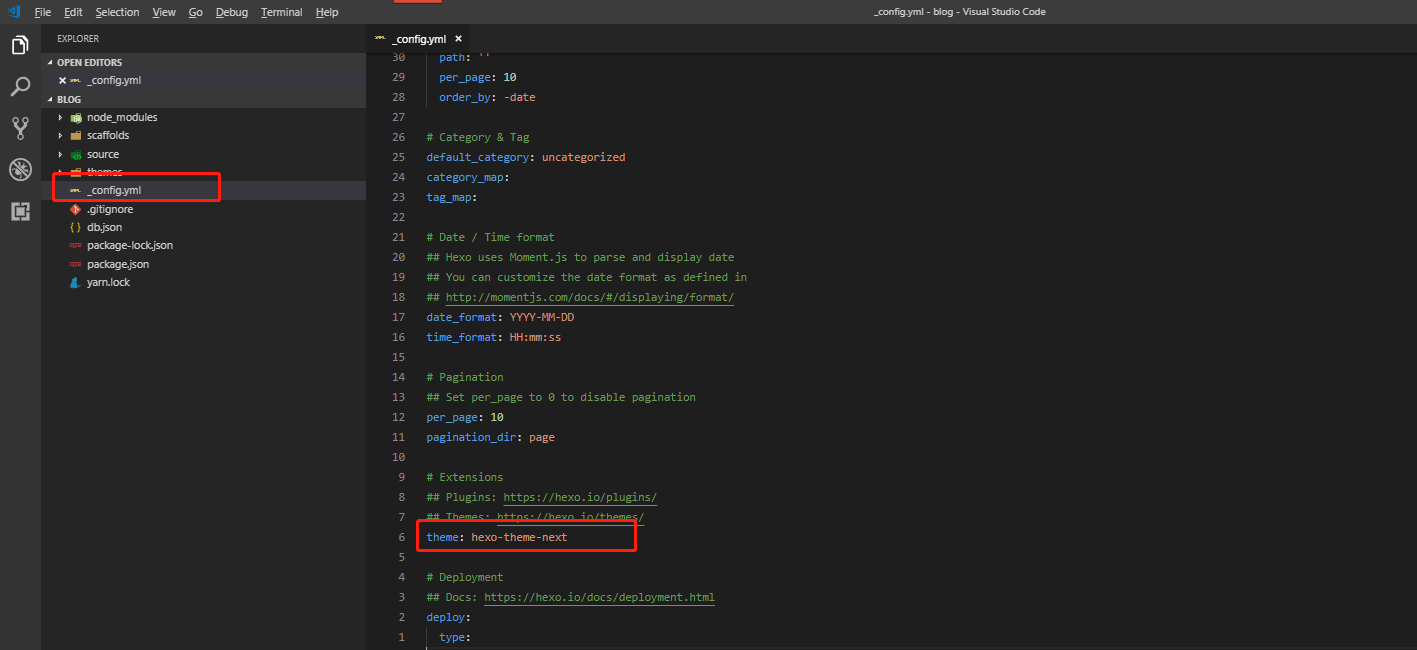 File Edit Selection View Go Debug Terminal Help
_config.yml - blog - Visual Studio Code
EXPLORER
OPEN EDITORS
_config.yml
BLOG
node_modules
scaffolds
source
themes
_config.yml
.gitignore
db.json
package-lock.json
package.json
yarn.lock
_config.yml
30 path: ''
29 per_page: 10
28 order_by: -date
27
26 # Category & Tag
25 default_category: uncategorized
24 category_map:
23 tag_map:
22
21 # Date / Time format
20 ## Hexo uses Moment.js to parse and display date
19 ## You can customize the date format as defined in
18 ## http://momentjs.com/docs/#/displaying/format/
17 date_format: YYYY-MM-DD
16 time_format: HH:mm:ss
15
14 # Pagination
13 ## Set per_page to 0 to disable pagination
12 per_page: 10
11 pagination_dir: page
10
9 # Extensions
8 ## Plugins: https://hexo.io/plugins/
7 ## Themes: https://hexo.io/themes/
6 theme: hexo-theme-next
5
4 # Deployment
3 ## Docs: https://hexo.io/docs/deployment.html
2 deploy:
1 type: